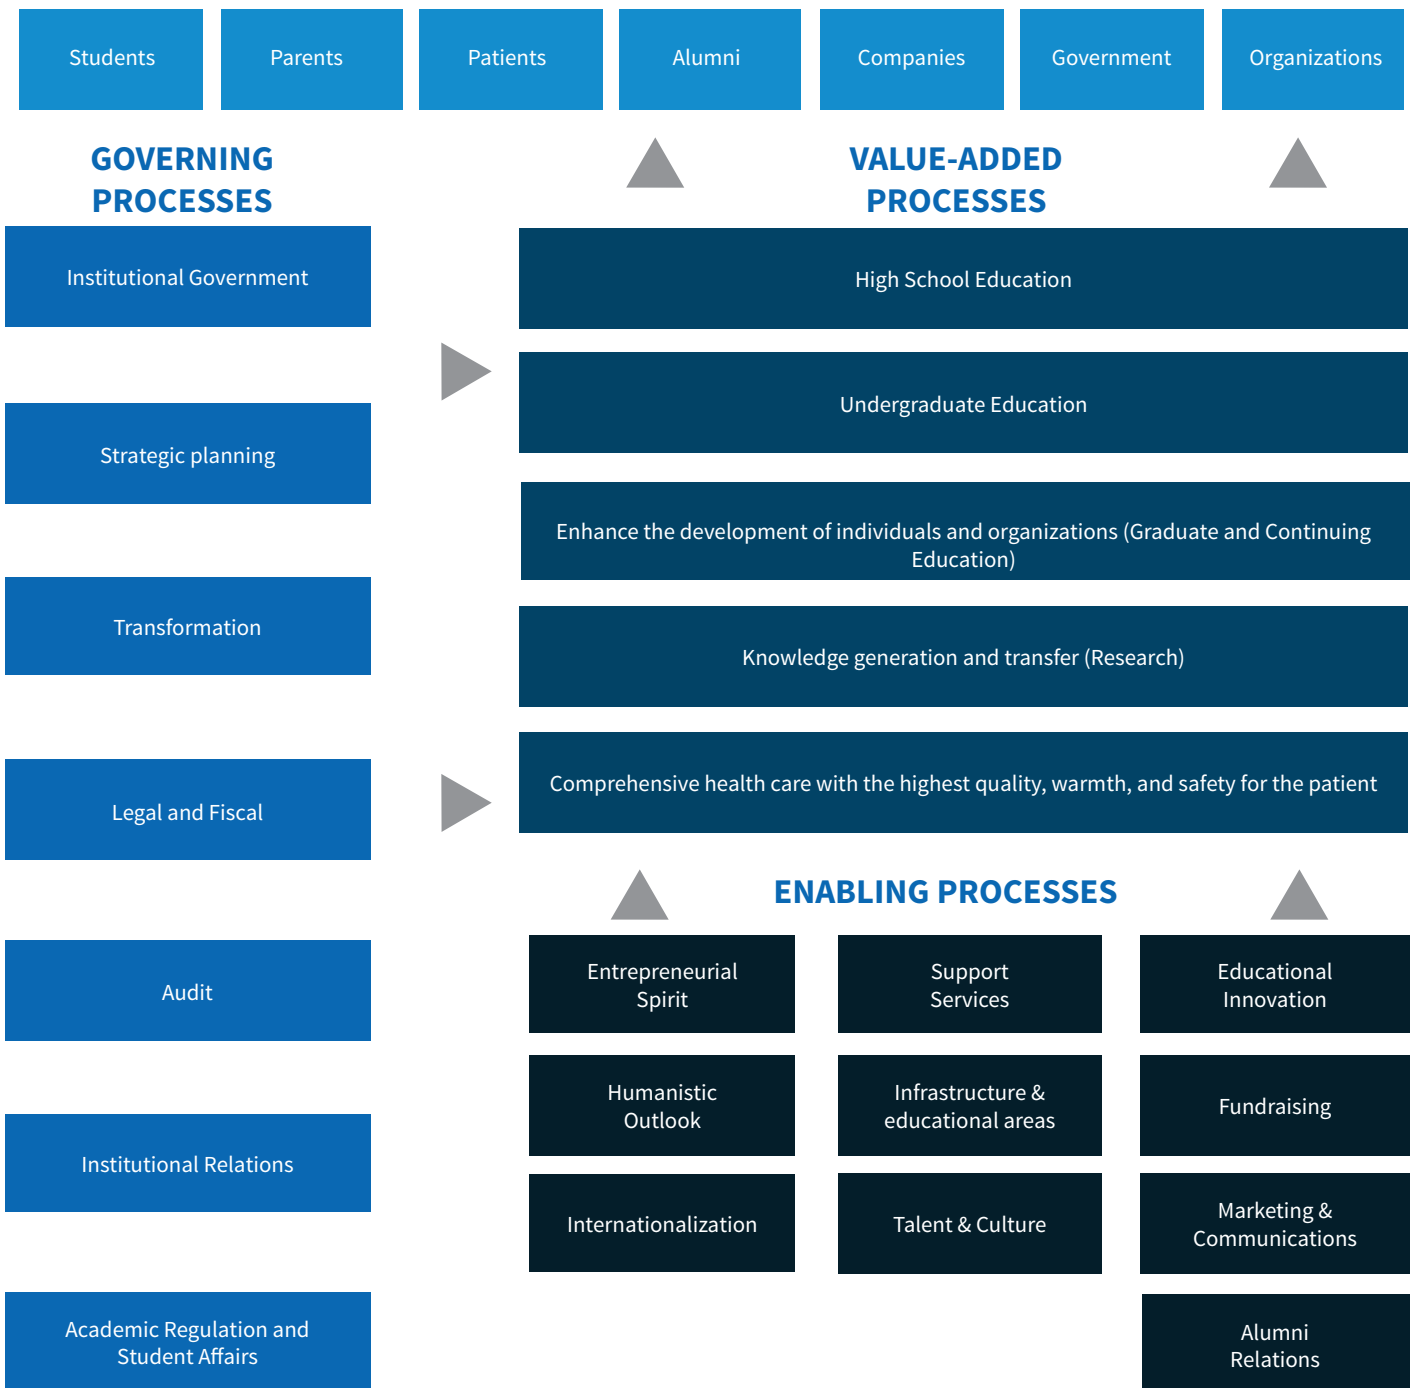 Students
Parents
Patients
Alumni
Companies
Government
Organizations
GOVERNING
PROCESSES
Institutional Government
Strategic planning
Transformation
Legal and Fiscal
Audit
Institutional Relations
Academic Regulation and
Student Affairs
VALUE-ADDED
PROCESSES
High School Education
Undergraduate Education
Enhance the development of individuals and organizations (Graduate and Continuing
Education)
Knowledge generation and transfer (Research)
Comprehensive health care with the highest quality, warmth, and safety for the patient
ENABLING PROCESSES
Entrepreneurial
Spirit
Support
Services
Educational
Innovation
Humanistic
Outlook
Infrastructure &
educational areas
Fundraising
Internationalization
Talent & Culture
Marketing &
Communications
Alumni
Relations